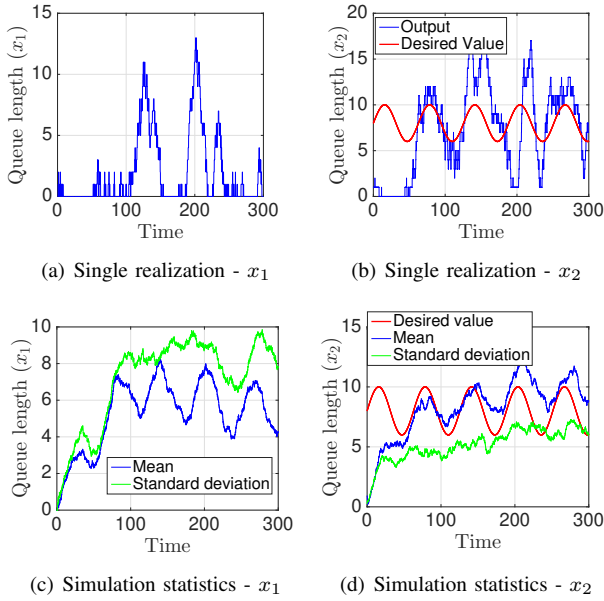 15
10
5
0
0 100 200 300
Queue length (x1)
Time
(a) Single realization - x1
20
15
10
5
0
0 100 200 300
Queue length (x2)
Time
Output
Desired Value
(b) Single realization - x2
10
8
6
4
2
0
0 100 200 300
Queue length (x1)
Time
Mean
Standard deviation
(c) Simulation statistics - x1
15
10
5
0
0 100 200 300
Queue length (x2)
Time
Desired value
Mean
Standard deviation
(d) Simulation statistics - x2